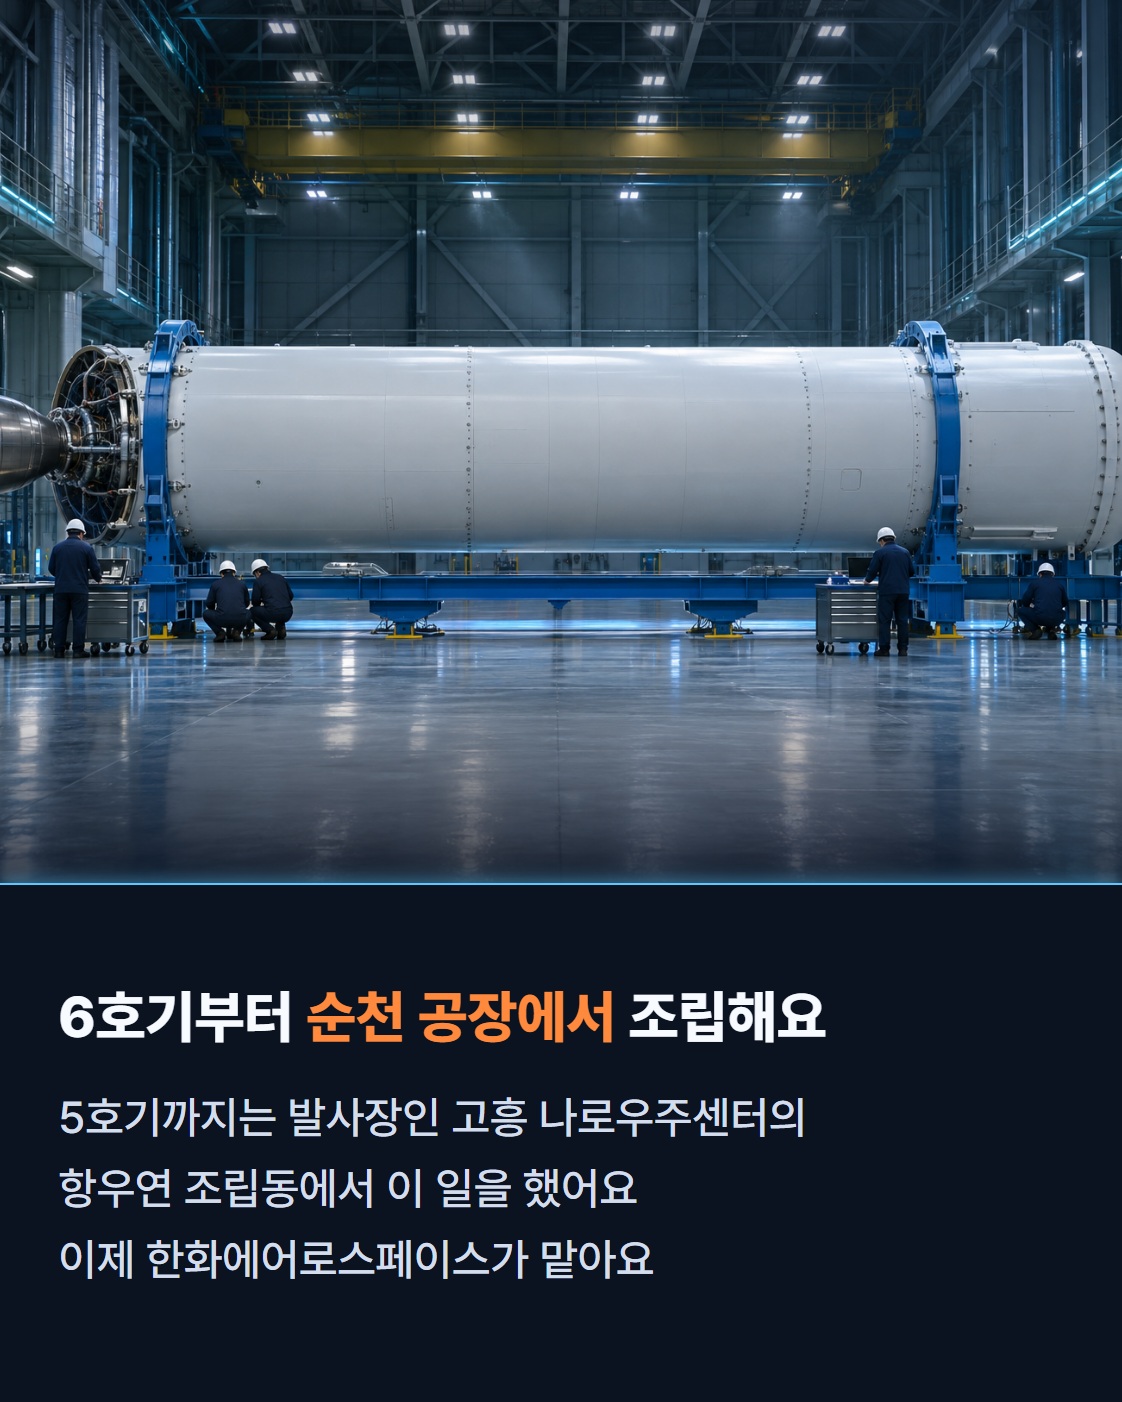 6호기부터 순천 공장에서 조립해요
5호기까지는 발사장인 고흥 나로우주센터의
항우연 조립동에서 이 일을 했어요
이제 한화에어로스페이스가 맡아요